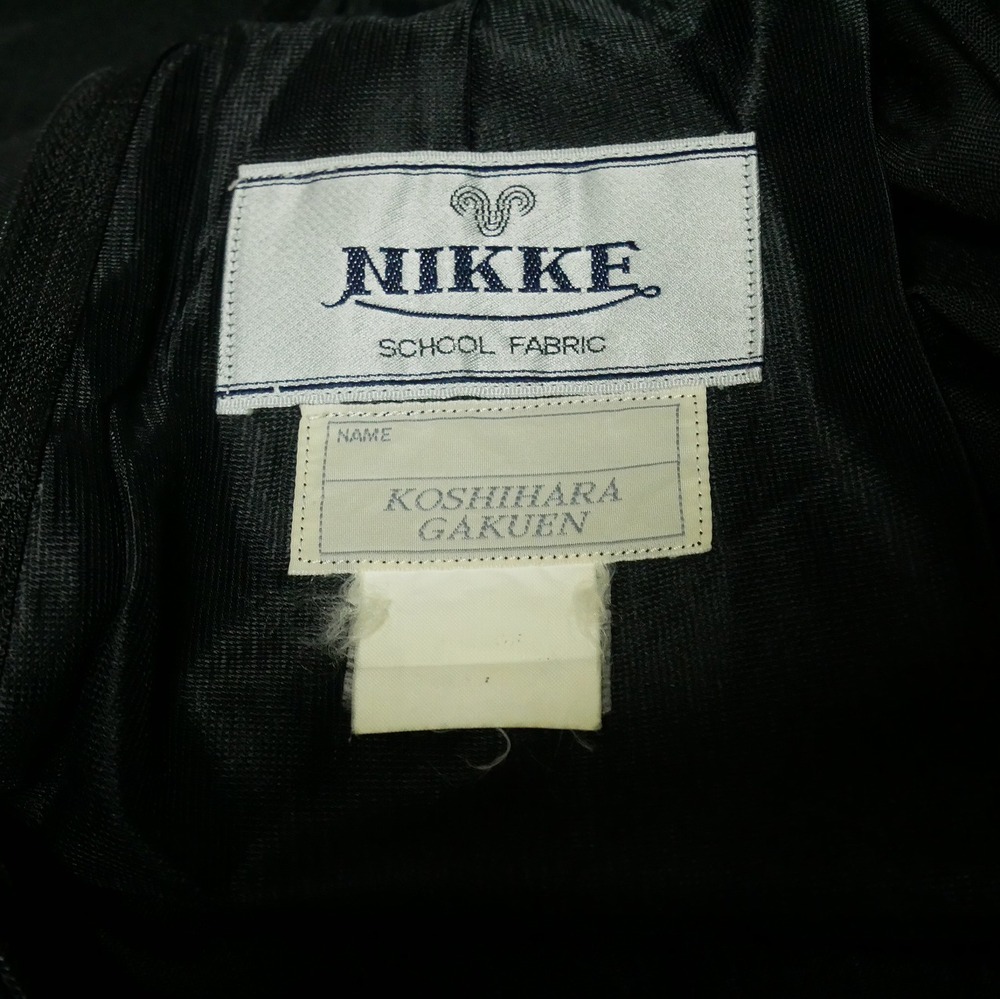 NIKKE
SCHOOL FABRIC
NAME
KOSHIHARA
GAKUEN